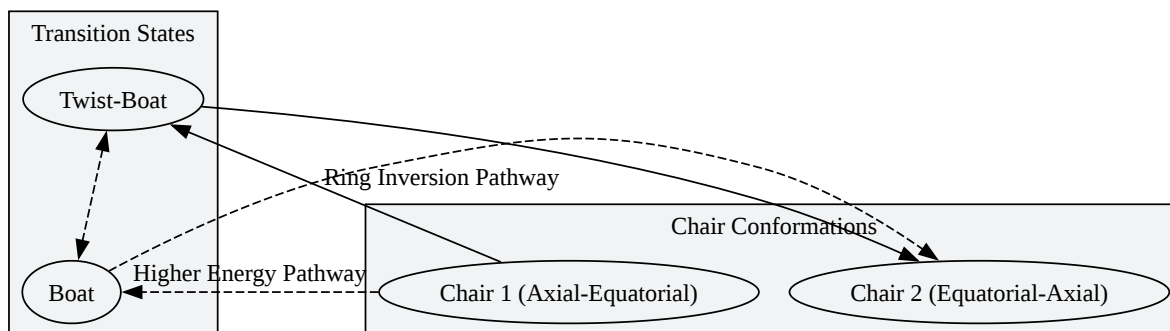 Transition States
Twist-Boat
Ring Inversion Pathway
Chair Conformations
Higher Energy Pathway
Boat
Chair 1 (Axial-Equatorial)
Chair 2 (Equatorial-Axial)